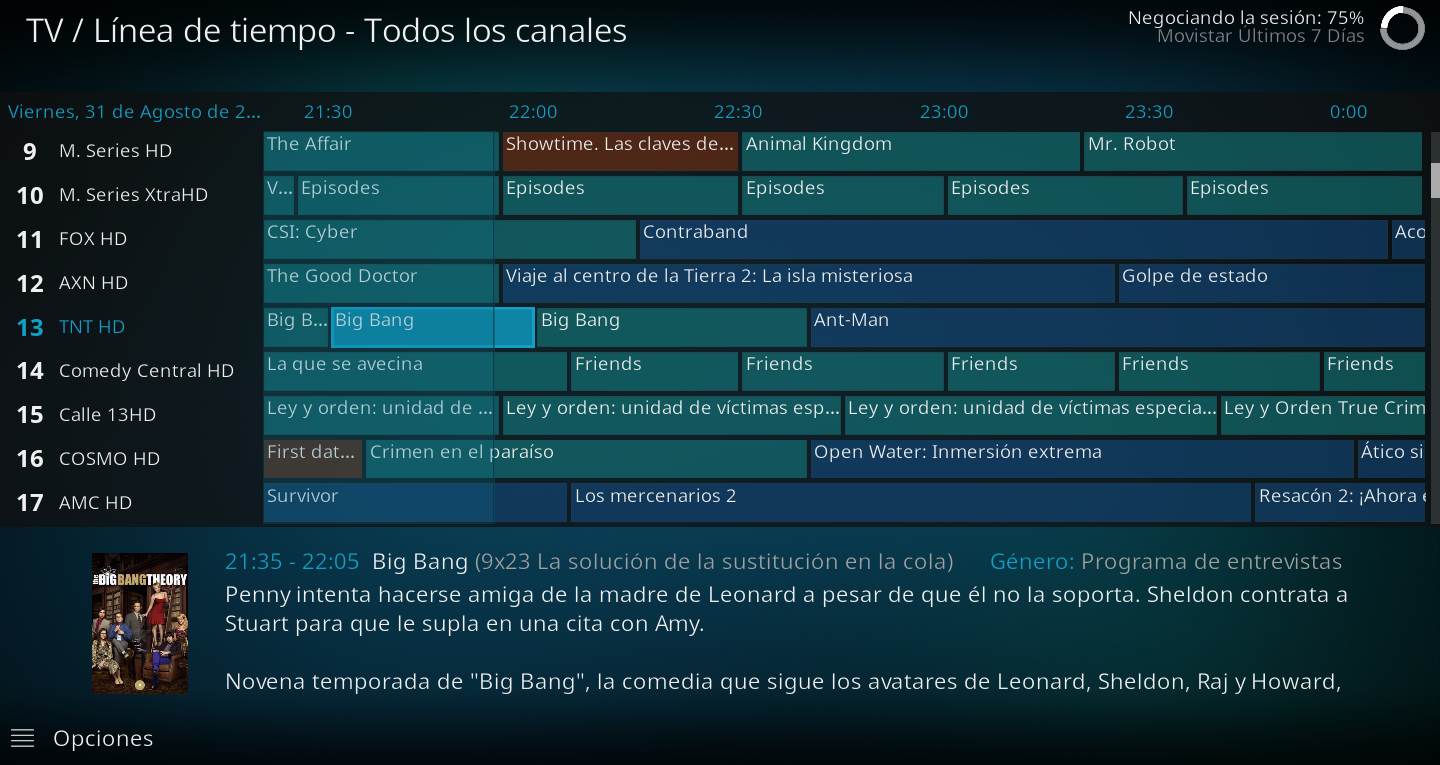 TV / Línea de tiempo - Todos los canales
Negociando la sesión: 75%
Movistar Últimos 7 Días
Viernes, 31 de Agosto de 2... 21:30 22:00 22:30 23:00 23:30 0:00
9 M. Series HD The Affair Showtime. Las claves de... Animal Kingdom Mr. Robot
10 M. Series XtraHD V... Episodes Episodes Episodes Episodes Episodes
11 FOX HD CSI: Cyber Contraband Aco
12 AXN HD The Good Doctor Viaje al centro de la Tierra 2: La isla misteriosa Golpe de estado
13 TNT HD Big B... Big Bang Big Bang Ant-Man
14 Comedy Central HD La que se avecina Friends Friends Friends Friends Friends
15 Calle 13HD Ley y orden: unidad de ... Ley y orden: unidad de víctimas esp... Ley y orden: unidad de víctimas especia... Ley y Orden True Crim
16 COSMO HD First dat... Crimen en el paraíso Open Water: Inmersión extrema Ático si
17 AMC HD Survivor Los mercenarios 2 Resacón 2: ¡Ahora e
THE BIG BANG THEORY
21:35 - 22:05 Big Bang (9x23 La solución de la sustitución en la cola) Género: Programa de entrevistas
Penny intenta hacerse amiga de la madre de Leonard a pesar de que él no la soporta. Sheldon contrata a
Stuart para que le supla en una cita con Amy.
Novena temporada de "Big Bang", la comedia que sigue los avatares de Leonard, Sheldon, Raj y Howard,
Opciones